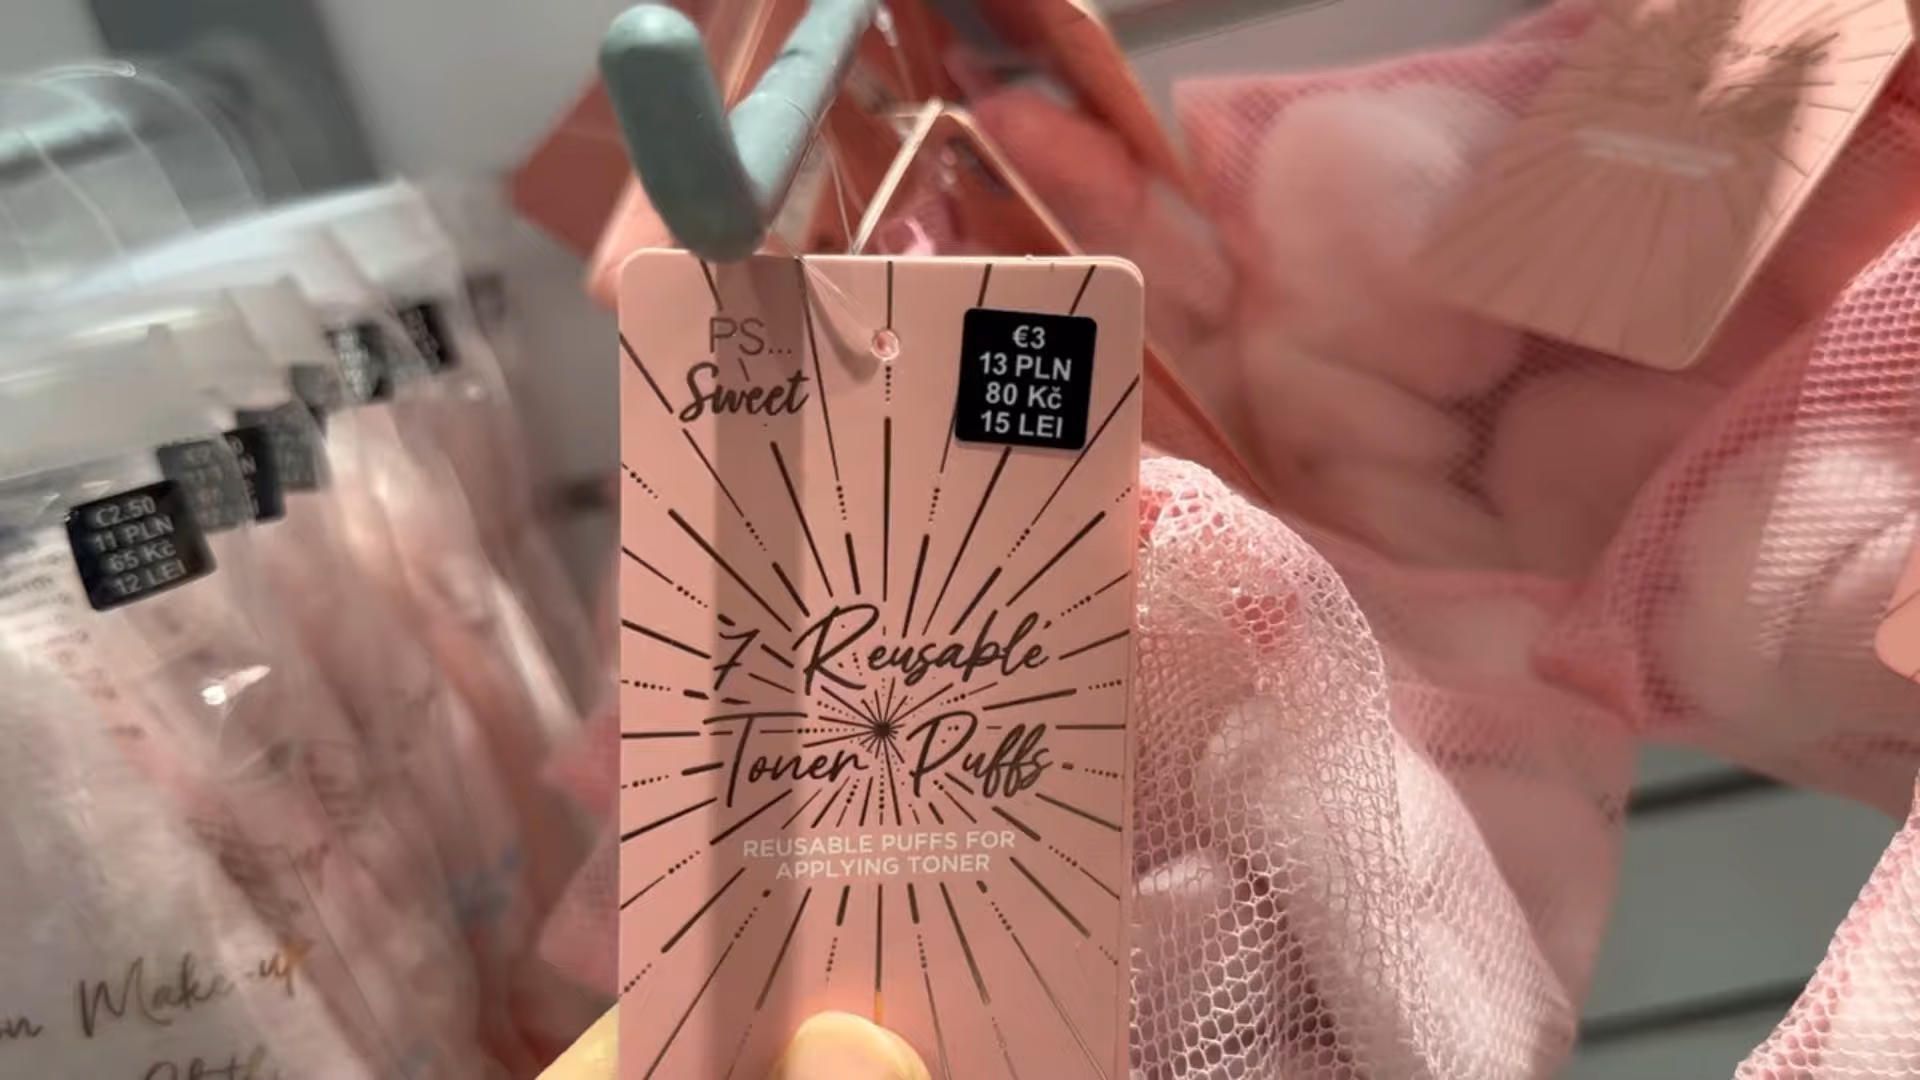 PS...
Sweet
€3
13 PLN
80 Kč
15 LEI
7 Reusable
Toner Puffs
REUSABLE PUFFS FOR
APPLYING TONER
€2.50
11 PLN
65 Kč
12 LEI
Make-up